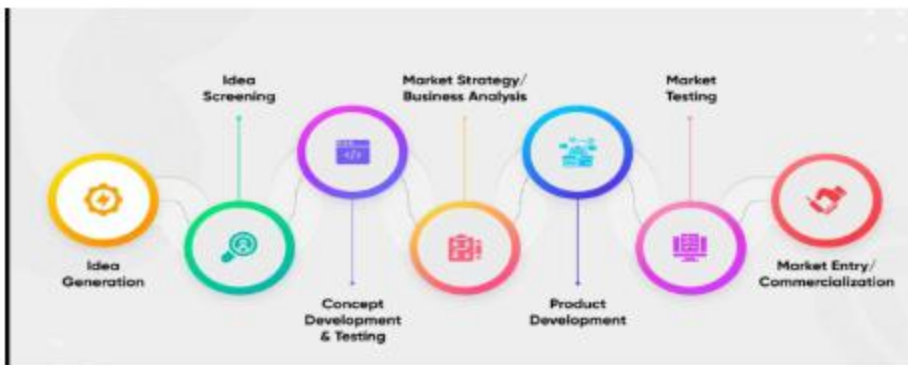 Idea
Screening
Market Strategy/
Business Analysis
Market
Testing
Idea
Generation
Concept
Development
& Testing
Product
Development
Market Entry/
Commercialization